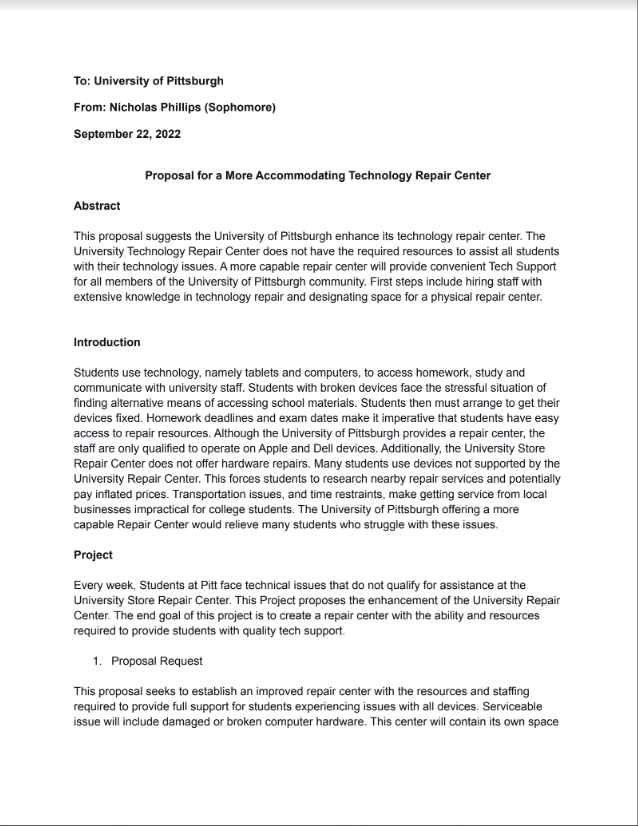 To: University of Pittsburgh
From: Nicholas Phillips (Sophomore)
September 22, 2022
Proposal for a More Accommodating Technology Repair Center
Abstract
This proposal suggests the University of Pittsburgh enhance its technology repair center. The
University Technology Repair Center does not have the required resources to assist all students
with their technology issues. A more capable repair center will provide convenient Tech Support
for all members of the University of Pittsburgh community. First steps include hiring staff with
extensive knowledge in technology repair and designating space for a physical repair center.
Introduction
Students use technology, namely tablets and computers, to access homework, study and
communicate with university staff. Students with broken devices face the stressful situation of
finding alternative means of accessing school materials. Students then must arrange to get their
devices fixed. Homework deadlines and exam dates make it imperative that students have easy
access to repair resources. Although the University of Pittsburgh provides a repair center, the
staff are only qualified to operate on Apple and Dell devices. Additionally, the University Store
Repair Center does not offer hardware repairs. Many students use devices not supported by the
University Repair Center. This forces students to research nearby repair services and potentially
pay inflated prices. Transportation issues, and time restraints, make getting service from local
businesses impractical for college students. The University of Pittsburgh offering a more
capable Repair Center would relieve many students who struggle with these issues.
Project
Every week, Students at Pitt face technical issues that do not qualify for assistance at the
University Store Repair Center. This Project proposes the enhancement of the University Repair
Center. The end goal of this project is to create a repair center with the ability and resources
required to provide students with quality tech support.
1. Proposal Request
This proposal seeks to establish an improved repair center with the resources and staffing
required to provide full support for students experiencing issues with all devices. Serviceable
issue will include damaged or broken computer hardware. This center will contain its own space